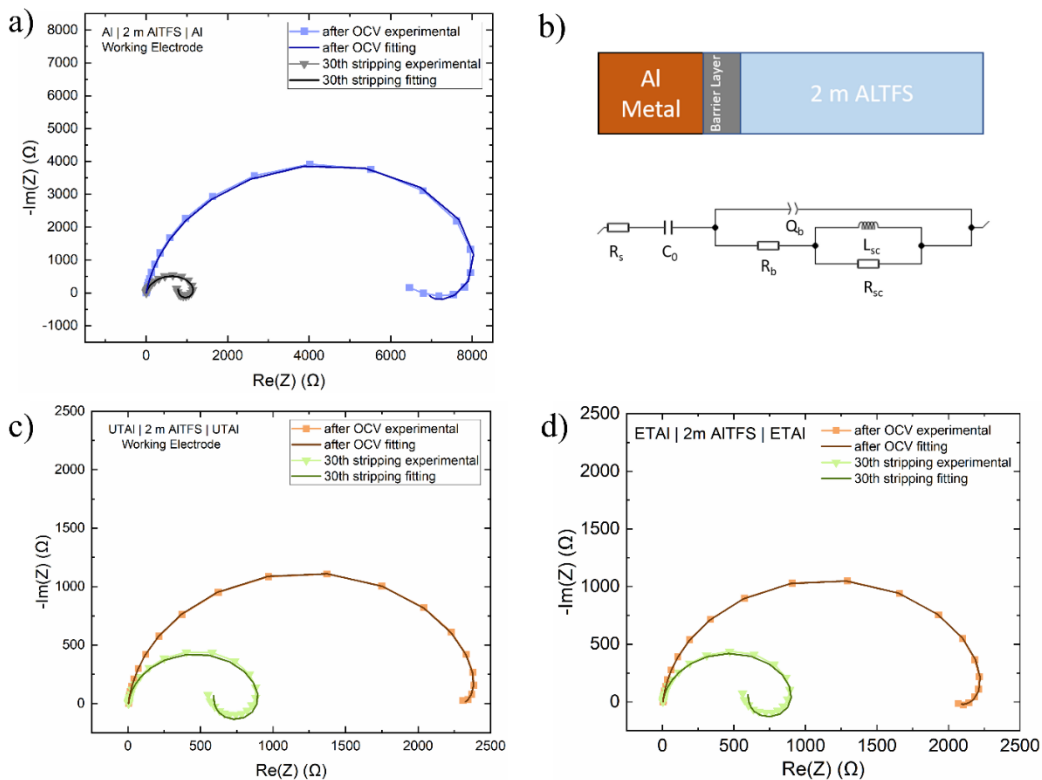 a)
Al | 2 m AlTFS | Al
Working Electrode
after OCV experimental
after OCV fitting
30th stripping experimental
30th stripping fitting
8000
7000
6000
5000
4000
3000
2000
1000
0
-1000
-Im(Z) (Ω)
0 2000 4000 6000 8000
Re(Z) (Ω)
b)
Al
Metal
Barrier Layer
2 m ALTFS
Rs
C0
Qb
Rb
Lsc
Rsc
c)
UTAl | 2 m AlTFS | UTAl
Working Electrode
after OCV experimental
after OCV fitting
30th stripping experimental
30th stripping fitting
2500
2000
1500
1000
500
0
-Im(Z) (Ω)
0 500 1000 1500 2000 2500
Re(Z) (Ω)
d)
ETAl | 2m AlTFS | ETAl
after OCV experimental
after OCV fitting
30th stripping experimental
30th stripping fitting
2500
2000
1500
1000
500
0
-Im(Z) (Ω)
0 500 1000 1500 2000 2500
Re(Z) (Ω)